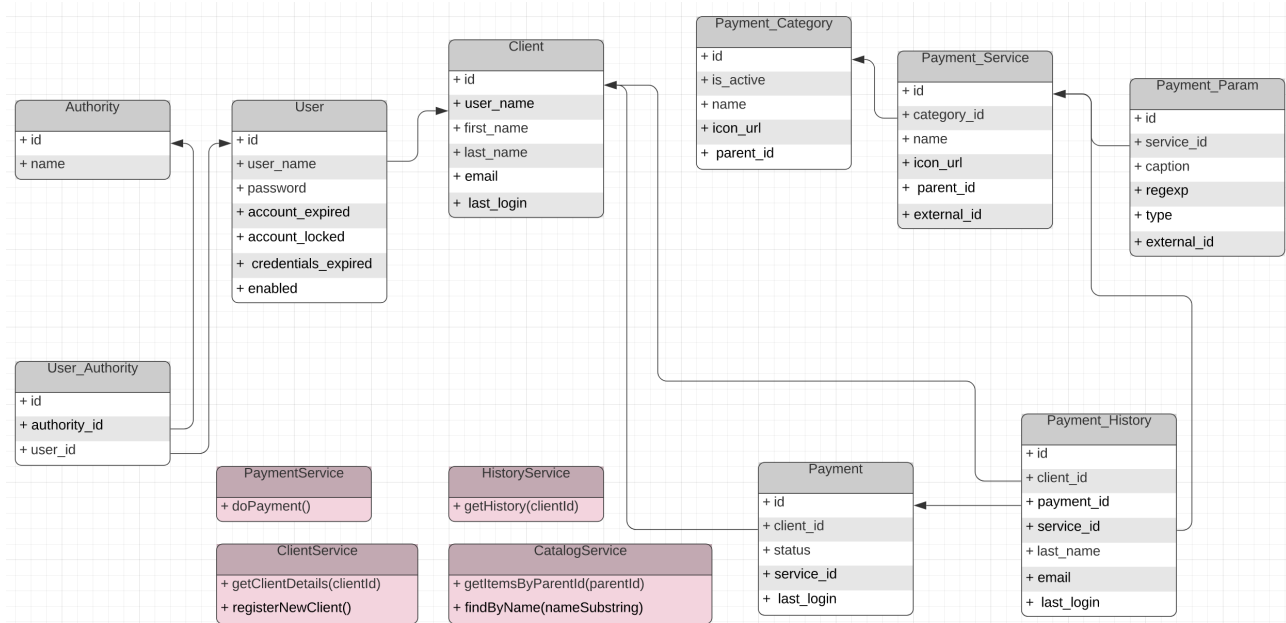 Payment_Category
+ id
+ is_active
+ name
+ icon_url
+ parent_id
Client
+ id
+ user_name
+ first_name
+ last_name
+ email
+ last_login
Payment_Service
+ id
+ category_id
+ name
+ icon_url
+ parent_id
+ external_id
Payment_Param
+ id
+ service_id
+ caption
+ regexp
+ type
+ external_id
Authority
+ id
+ name
User
+ id
+ user_name
+ password
+ account_expired
+ account_locked
+ credentials_expired
+ enabled
User_Authority
+ id
+ authority_id
+ user_id
Payment_History
+ id
+ client_id
+ payment_id
+ service_id
+ last_name
+ email
+ last_login
Payment
+ id
+ client_id
+ status
+ service_id
+ last_login
PaymentService
+ doPayment()
HistoryService
+ getHistory(clientId)
ClientService
+ getClientDetails(clientId)
+ registerNewClient()
CatalogService
+ getItemsByParentId(parentId)
+ findByName(nameSubstring)